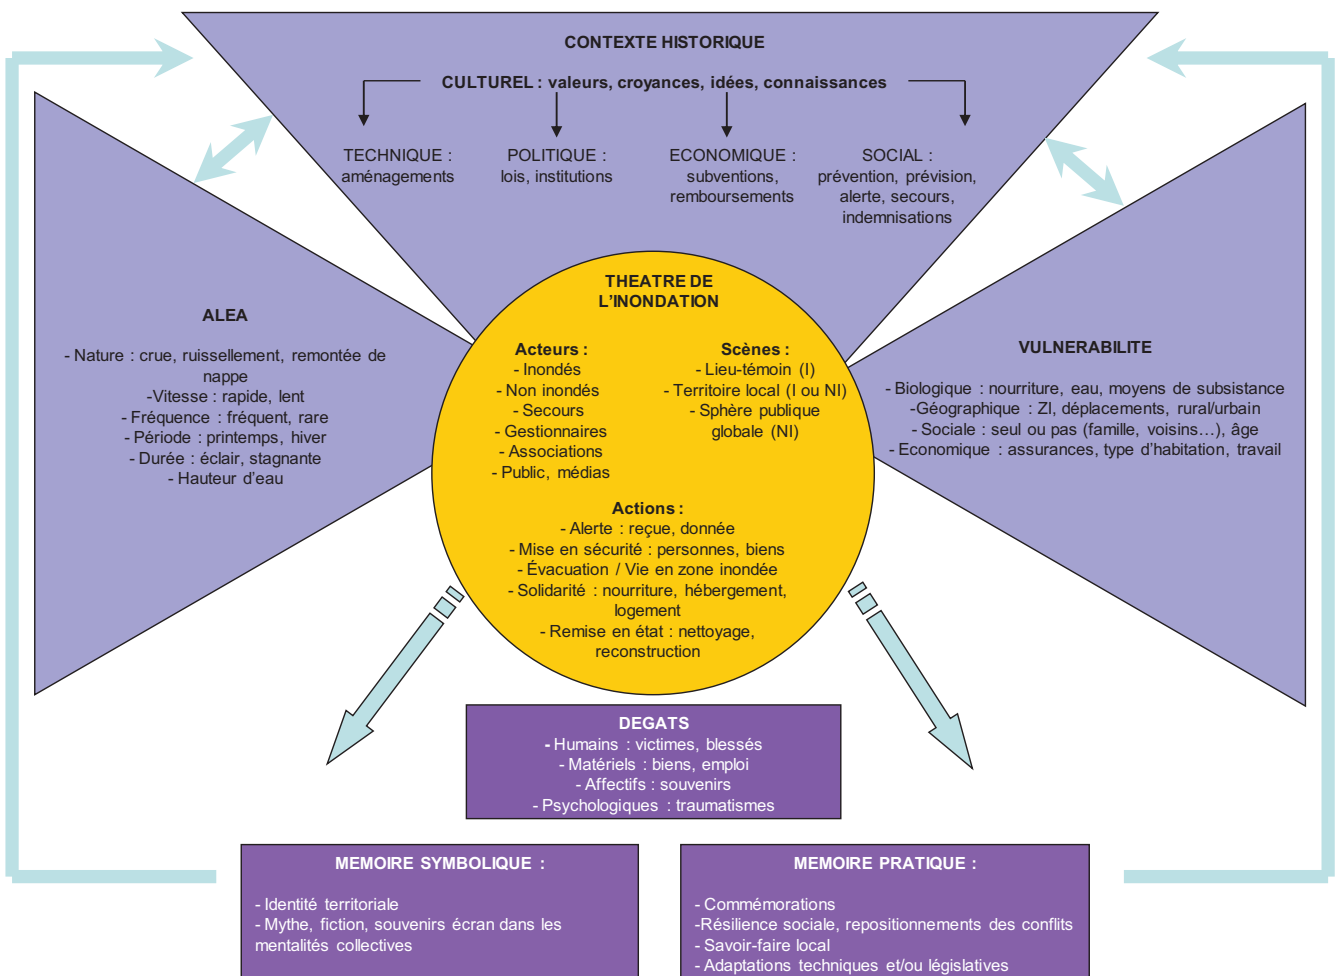 CONTEXTE HISTORIQUE
CULTUREL : valeurs, croyances, idées, connaissances
TECHNIQUE :
aménagements
POLITIQUE :
lois, institutions
ECONOMIQUE :
subventions,
remboursements
SOCIAL :
prévention, prévision,
alerte, secours,
indemnisations
ALEA
- Nature : crue, ruissellement, remontée de
nappe
-Vitesse : rapide, lent
- Fréquence : fréquent, rare
- Période : printemps, hiver
- Durée : éclair, stagnante
- Hauteur d'eau
THEATRE DE
L'INONDATION
Acteurs :
- Inondés
- Non inondés
- Secours
- Gestionnaires
- Associations
- Public, médias
Scènes :
- Lieu-témoin (I)
- Territoire local (I ou NI)
- Sphère publique
globale (NI)
Actions :
- Alerte : reçue, donnée
- Mise en sécurité : personnes, biens
- Évacuation / Vie en zone inondée
- Solidarité : nourriture, hébergement,
logement
- Remise en état : nettoyage,
reconstruction
VULNERABILITE
- Biologique : nourriture, eau, moyens de subsistance
-Géographique : ZI, déplacements, rural/urbain
- Sociale : seul ou pas (famille, voisins…), âge
- Economique : assurances, type d'habitation, travail
DEGATS
- Humains : victimes, blessés
- Matériels : biens, emploi
- Affectifs : souvenirs
- Psychologiques : traumatismes
MEMOIRE SYMBOLIQUE :
- Identité territoriale
- Mythe, fiction, souvenirs écran dans les
mentalités collectives
MEMOIRE PRATIQUE :
- Commémorations
-Résilience sociale, repositionnements des conflits
- Savoir-faire local
- Adaptations techniques et/ou législatives